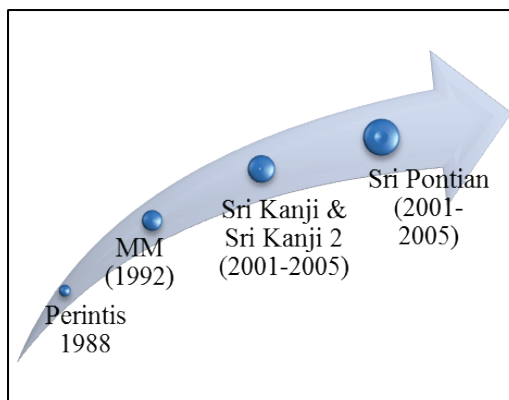 Perintis
1988
MM
(1992)
Sri Kanji &
Sri Kanji 2
(2001-2005)
Sri Pontian
(2001-
2005)